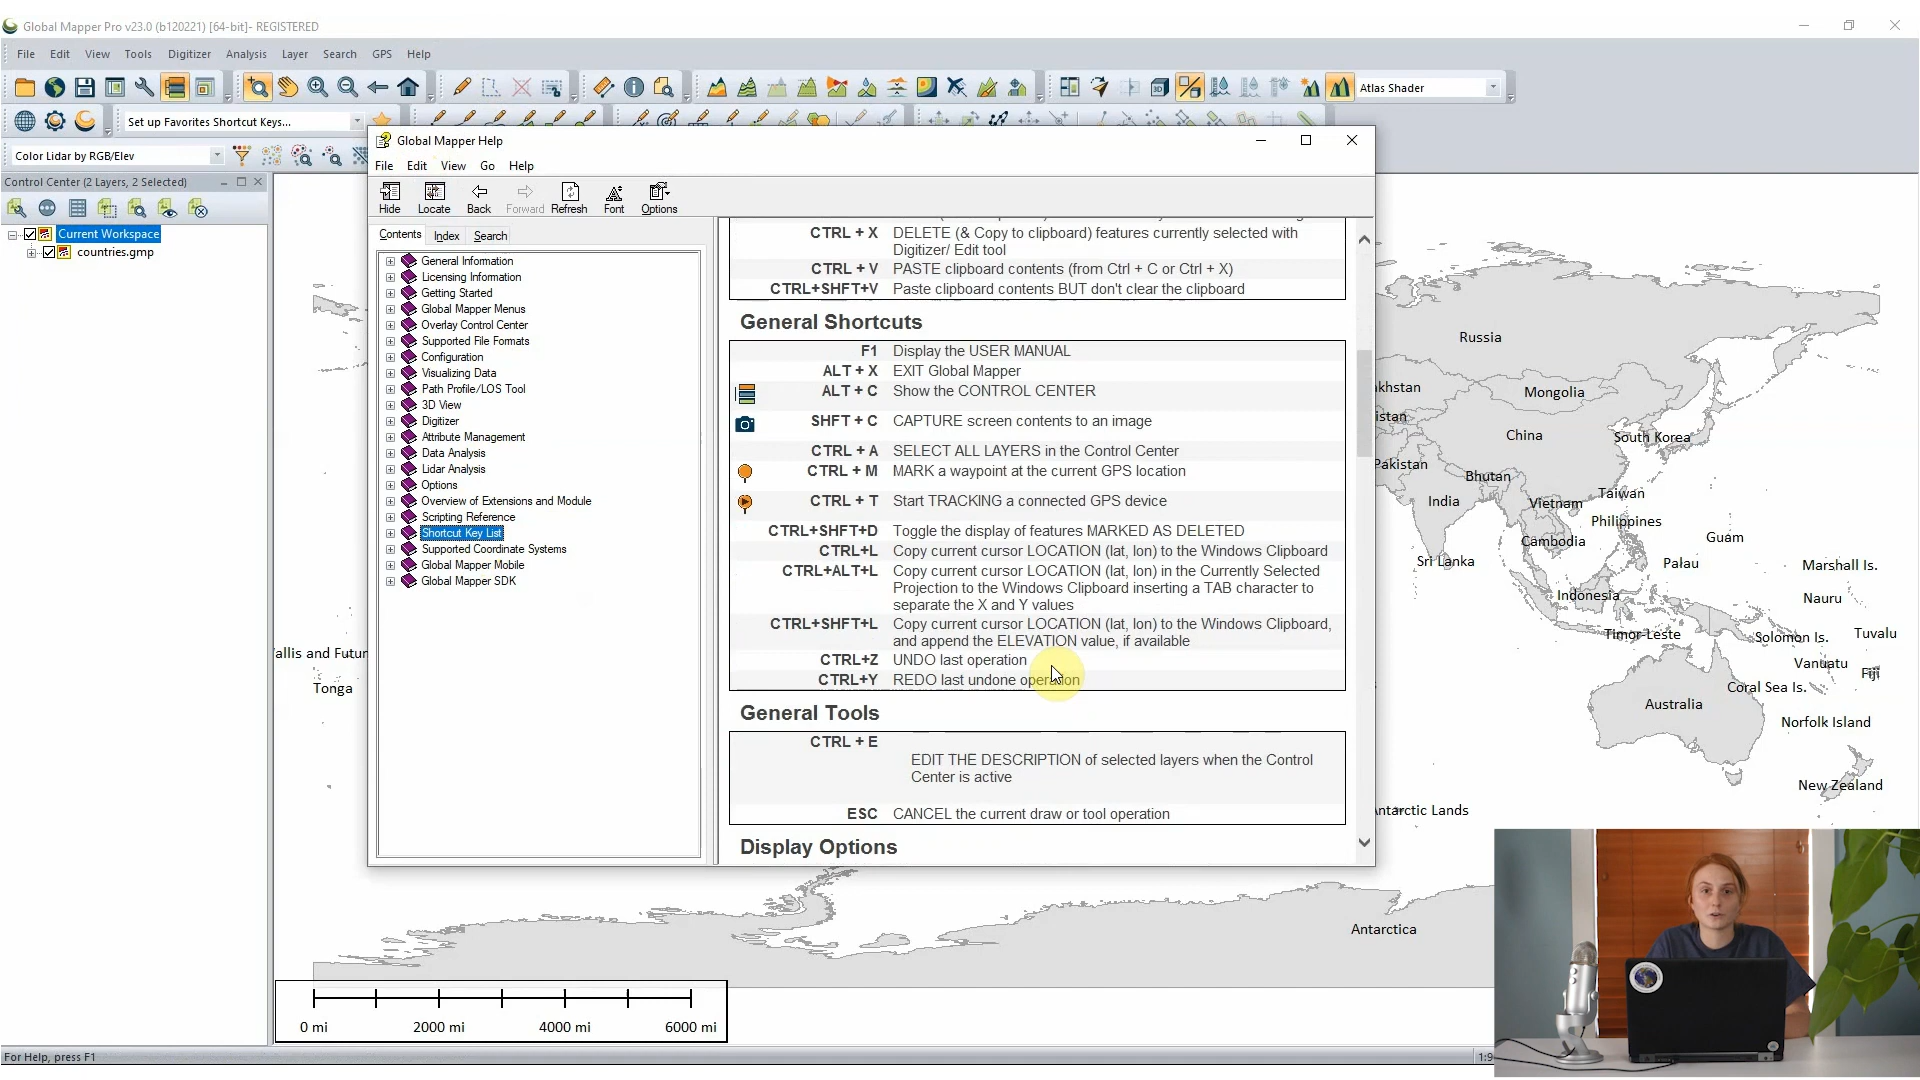 Global Mapper Pro v23.0 (b120221) [64-bit]- REGISTERED
File Edit View Tools Digitizer Analysis Layer Search GPS Help
Atlas Shader
Set up Favorites Shortcut Keys...
Color Lidar by RGB/Elev
Control Center (2 Layers, 2 Selected)
Current Workspace
countries.gmp
Global Mapper Help
File Edit View Go Help
Hide Locate Back Forward Refresh Font Options
Contents Index Search
General Information
Licensing Information
Getting Started
Global Mapper Menus
Overlay Control Center
Supported File Formats
Configuration
Visualizing Data
Path Profile/LOS Tool
3D View
Digitizer
Attribute Management
Data Analysis
Lidar Analysis
Options
Overview of Extensions and Module
Scripting Reference
Shortcut Key List
Supported Coordinate Systems
Global Mapper Mobile
Global Mapper SDK
CTRL + X DELETE (& Copy to clipboard) features currently selected with
Digitizer/ Edit tool
CTRL + V PASTE clipboard contents (from Ctrl + C or Ctrl + X)
CTRL+SHFT+V Paste clipboard contents BUT don't clear the clipboard
General Shortcuts
F1 Display the USER MANUAL
ALT + X EXIT Global Mapper
ALT + C Show the CONTROL CENTER
SHFT + C CAPTURE screen contents to an image
CTRL + A SELECT ALL LAYERS in the Control Center
CTRL + M MARK a waypoint at the current GPS location
CTRL + T Start TRACKING a connected GPS device
CTRL+SHFT+D Toggle the display of features MARKED AS DELETED
CTRL+L Copy current cursor LOCATION (lat, lon) to the Windows Clipboard
CTRL+ALT+L Copy current cursor LOCATION (lat, lon) in the Currently Selected
Projection to the Windows Clipboard inserting a TAB character to
separate the X and Y values
CTRL+SHFT+L Copy current cursor LOCATION (lat, lon) to the Windows Clipboard,
and append the ELEVATION value, if available
CTRL+Z UNDO last operation
CTRL+Y REDO last undone operation
General Tools
CTRL + E
EDIT THE DESCRIPTION of selected layers when the Control
Center is active
ESC CANCEL the current draw or tool operation
Display Options
Russia
khstan
Mongolia
istan
China
South Korea
Pakistan
Bhutan
India
Vietnam
Taiwan
Philippines
Guam
Cambodia
Sri Lanka
Palau
Marshall Is.
Indonesia
Nauru
Timor-Leste
Solomon Is.
Tuvalu
Vanuatu
Fiji
Coral Sea Is.
Australia
Norfolk Island
New Zealand
allis and Futur
Tonga
Antarctic Lands
Antarctica
0 mi 2000 mi 4000 mi 6000 mi
For Help, press F1
1:9